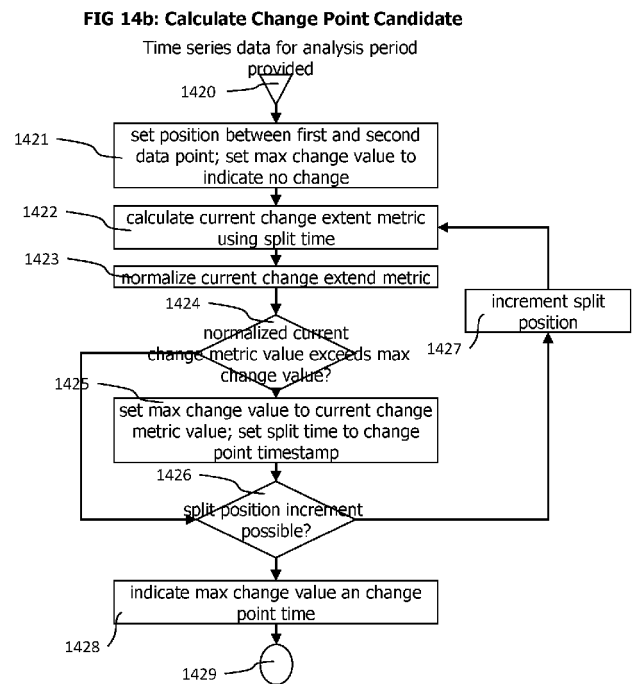 FIG 14b: Calculate Change Point Candidate
Time series data for analysis period
provided
1420
1421
set position between first and second
data point; set max change value to
indicate no change
1422
calculate current change extent metric
using split time
1423
normalize current change extend metric
1424
normalized current
change metric value exceeds max
change value?
increment split
position
1427
1425
set max change value to current change
metric value; set split time to change
point timestamp
1426
split position increment
possible?
indicate max change value an change
point time
1428
1429